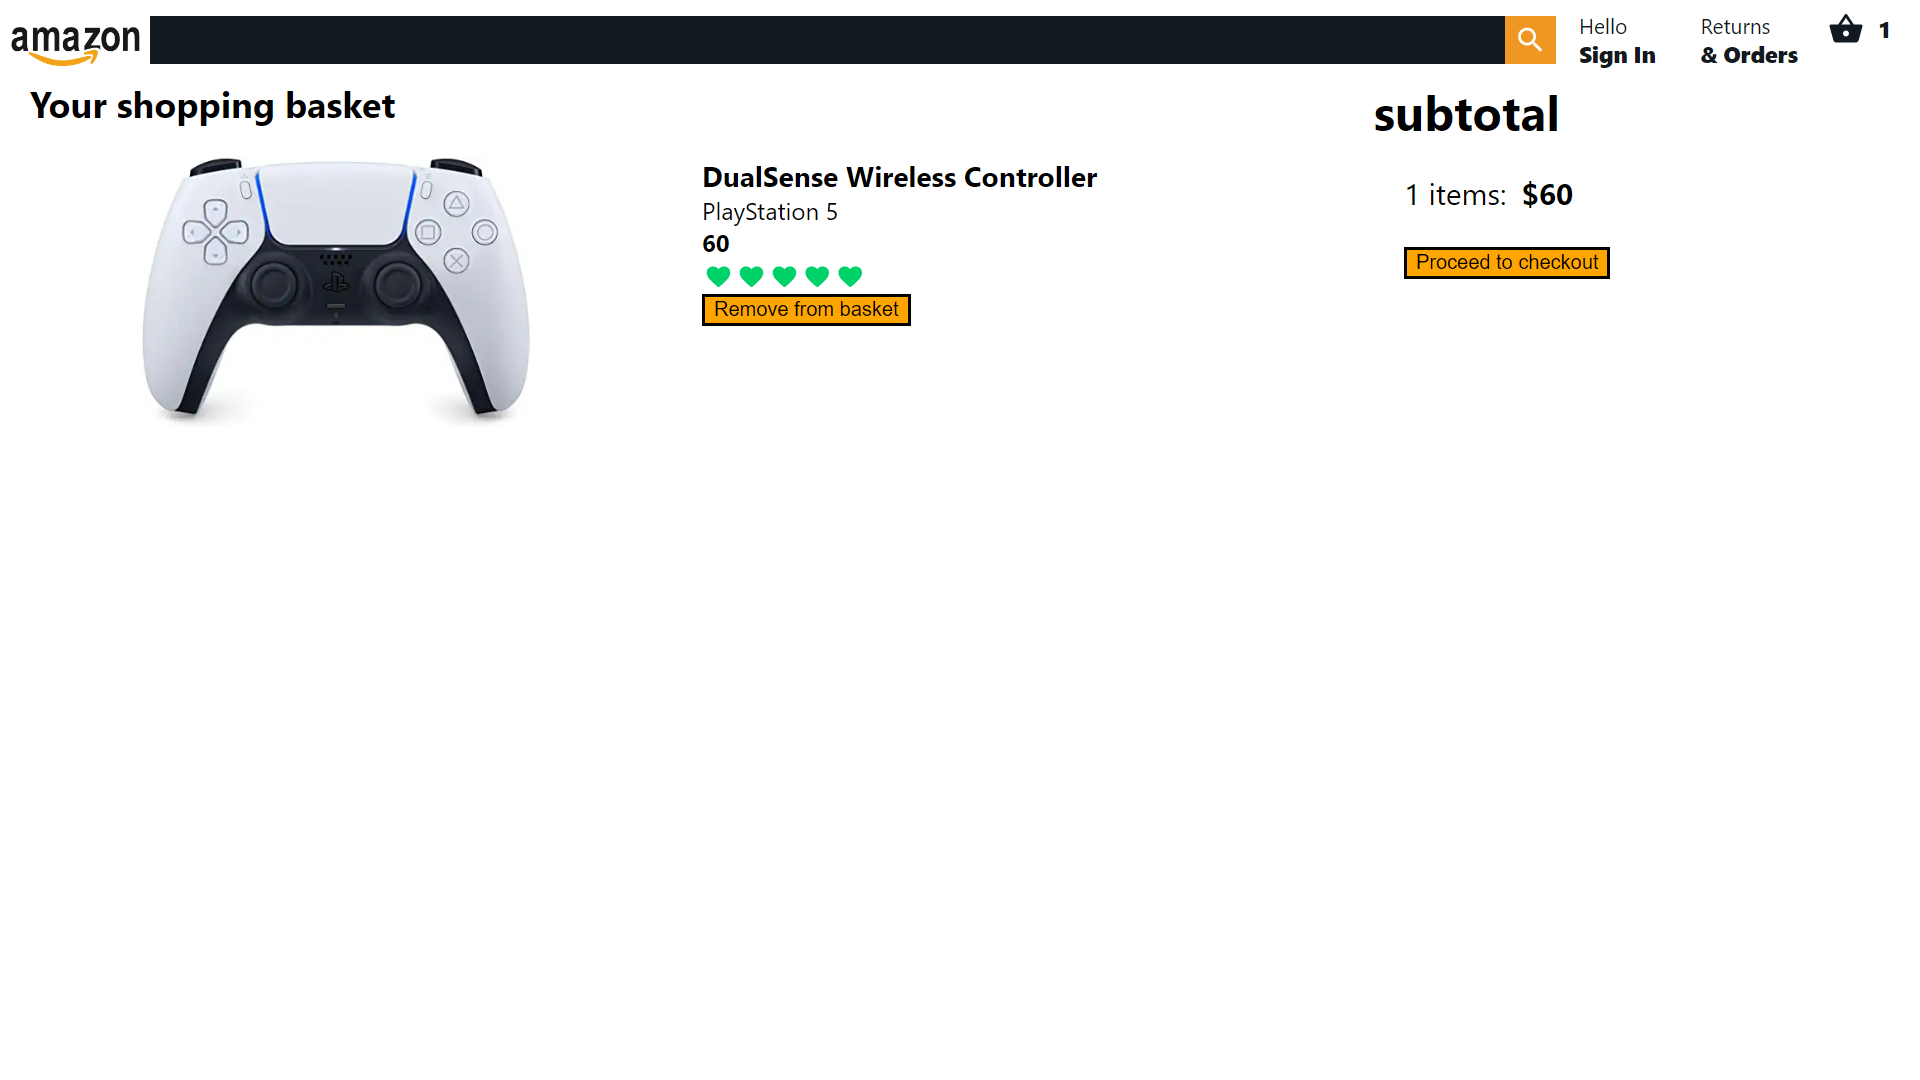 amazon
Hello
Sign In
Returns
& Orders
1
Your shopping basket
subtotal
DualSense Wireless Controller
PlayStation 5
60
Remove from basket
1 items: $60
Proceed to checkout